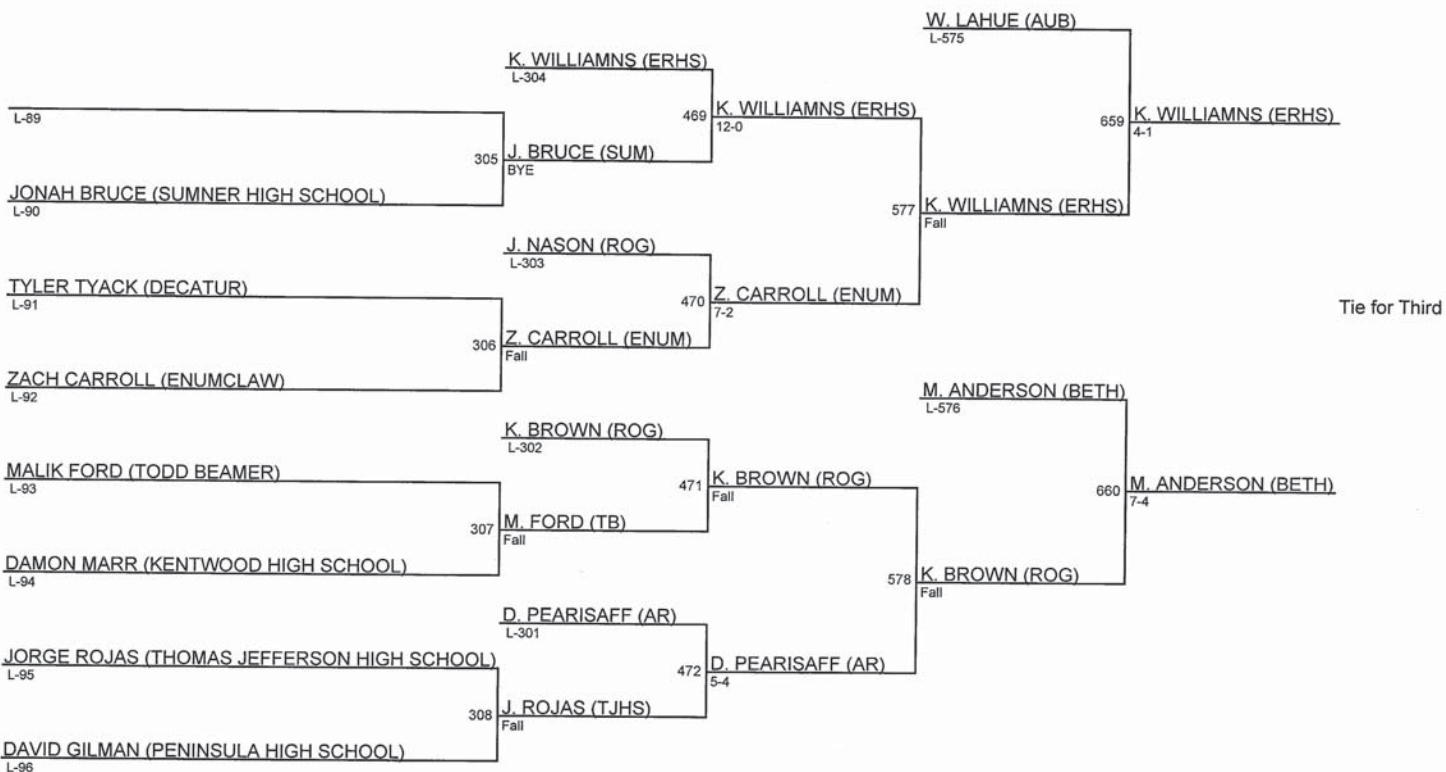 W. LAHUE (AUB)
L-575
K. WILLIAMNS (ERHS)
L-304
L-89
469 K. WILLIAMNS (ERHS)
12-0
659 K. WILLIAMNS (ERHS)
4-1
305 J. BRUCE (SUM)
BYE
JONAH BRUCE (SUMNER HIGH SCHOOL)
L-90
577 K. WILLIAMNS (ERHS)
Fall
J. NASON (ROG)
L-303
TYLER TYACK (DECATUR)
L-91
470 Z. CARROLL (ENUM)
7-2
Tie for Third
306 Z. CARROLL (ENUM)
Fall
ZACH CARROLL (ENUMCLAW)
L-92
M. ANDERSON (BETH)
L-576
K. BROWN (ROG)
L-302
MALIK FORD (TODD BEAMER)
L-93
471 K. BROWN (ROG)
Fall
660 M. ANDERSON (BETH)
7-4
307 M. FORD (TB)
Fall
DAMON MARR (KENTWOOD HIGH SCHOOL)
L-94
578 K. BROWN (ROG)
Fall
D. PEARISAFF (AR)
L-301
JORGE ROJAS (THOMAS JEFFERSON HIGH SCHOOL)
L-95
472 D. PEARISAFF (AR)
5-4
308 J. ROJAS (TJHS)
Fall
DAVID GILMAN (PENINSULA HIGH SCHOOL)
L-96